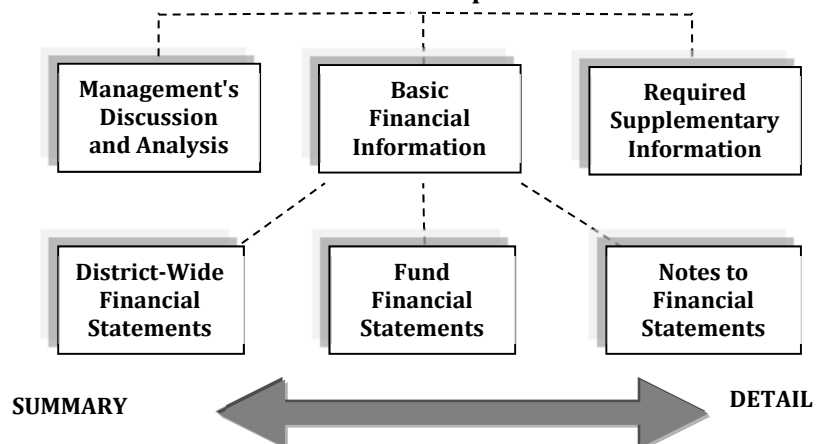 Management's
Discussion
and Analysis
Basic
Financial
Information
Required
Supplementary
Information
District-Wide
Financial
Statements
Fund
Financial
Statements
Notes to
Financial
Statements
SUMMARY
DETAIL